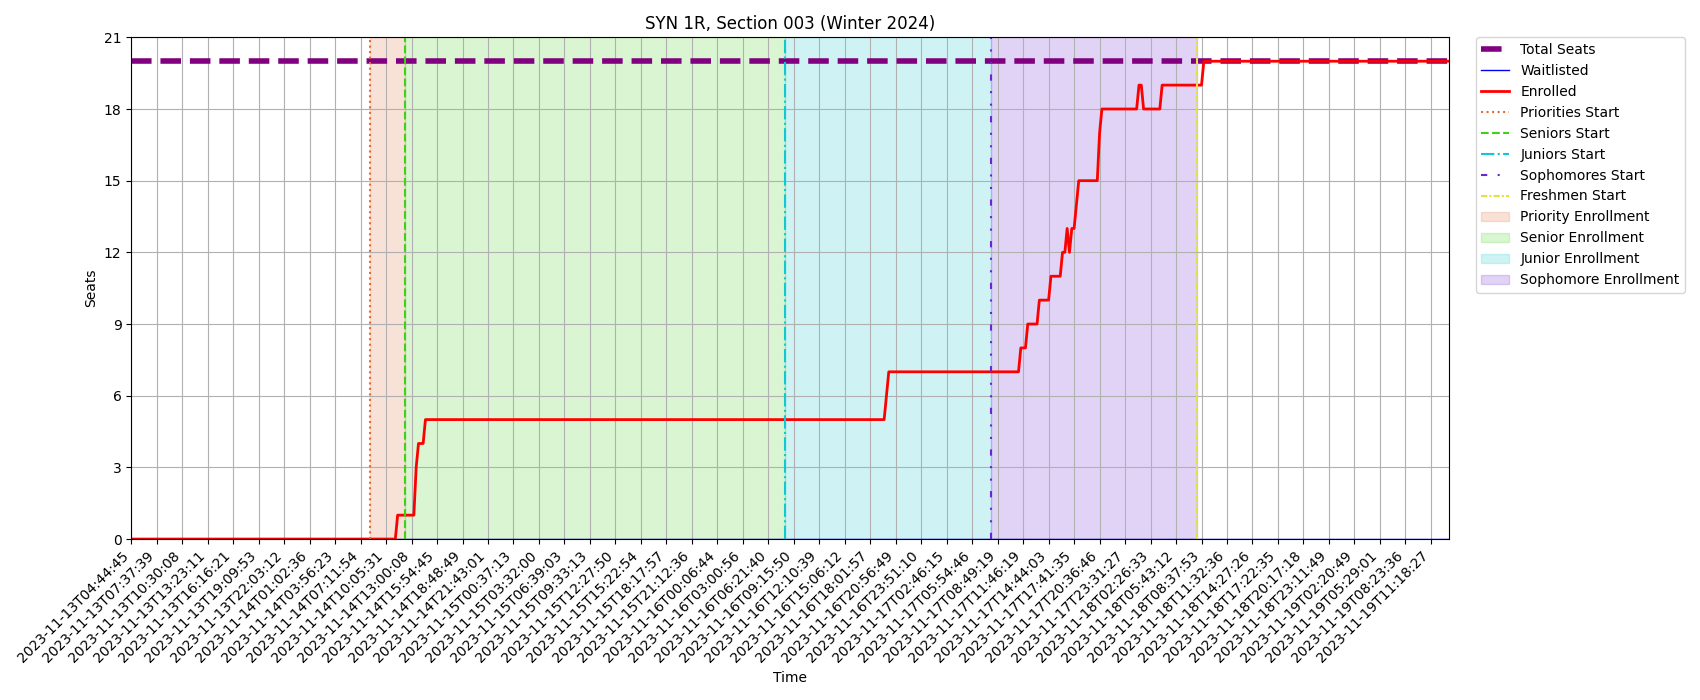 SYN 1R, Section 003 (Winter 2024)
21
18
15
12
9
6
3
0
Seats
2023-11-13T04:44:45
2023-11-13T07:37:39
2023-11-13T10:30:08
2023-11-13T13:23:11
2023-11-13T16:16:21
2023-11-13T19:09:53
2023-11-13T22:03:12
2023-11-14T01:02:36
2023-11-14T03:56:23
2023-11-14T07:11:54
2023-11-14T10:05:31
2023-11-14T13:00:08
2023-11-14T15:54:45
2023-11-14T18:48:49
2023-11-14T21:43:01
2023-11-15T00:37:13
2023-11-15T03:32:00
2023-11-15T06:39:03
2023-11-15T09:33:13
2023-11-15T12:27:50
2023-11-15T15:22:54
2023-11-15T18:17:57
2023-11-15T21:12:36
2023-11-16T00:06:44
2023-11-16T03:00:56
2023-11-16T06:21:40
2023-11-16T09:15:50
2023-11-16T12:10:39
2023-11-16T15:06:12
2023-11-16T18:01:57
2023-11-16T20:56:49
2023-11-16T23:51:10
2023-11-17T02:46:15
2023-11-17T05:54:46
2023-11-17T08:49:19
2023-11-17T11:46:19
2023-11-17T14:44:03
2023-11-17T17:41:35
2023-11-17T20:36:46
2023-11-17T23:31:27
2023-11-18T02:26:33
2023-11-18T05:43:12
2023-11-18T08:37:53
2023-11-18T11:32:36
2023-11-18T14:27:26
2023-11-18T17:22:35
2023-11-18T20:17:18
2023-11-18T23:11:49
2023-11-19T02:20:49
2023-11-19T05:29:01
2023-11-19T08:23:36
2023-11-19T11:18:27
Time
Total Seats
Waitlisted
Enrolled
Priorities Start
Seniors Start
Juniors Start
Sophomores Start
Freshmen Start
Priority Enrollment
Senior Enrollment
Junior Enrollment
Sophomore Enrollment